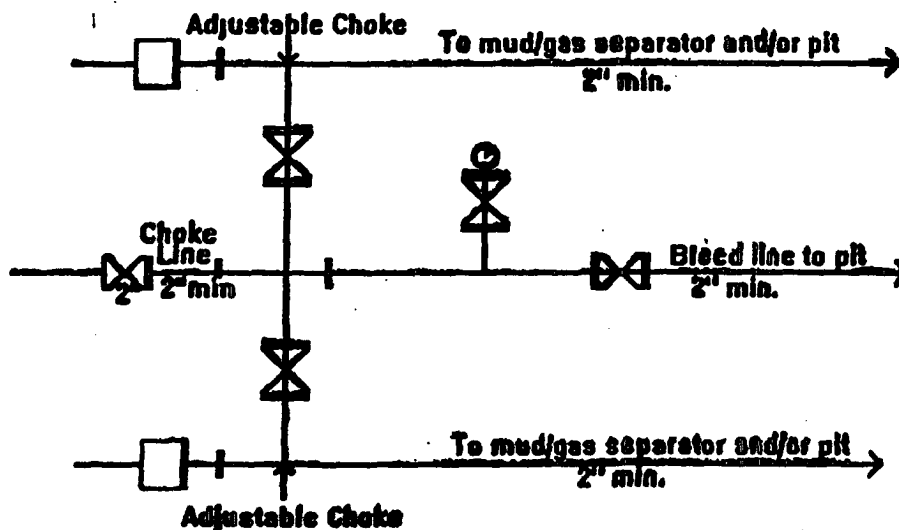 Adjustable Choke
To mud/gas separator and/or pit
2" min.
Choke
Line
2"
2" min
Bleed line to pit
2" min.
To mud/gas separator and/or pit
2" min.
Adjustable Choke